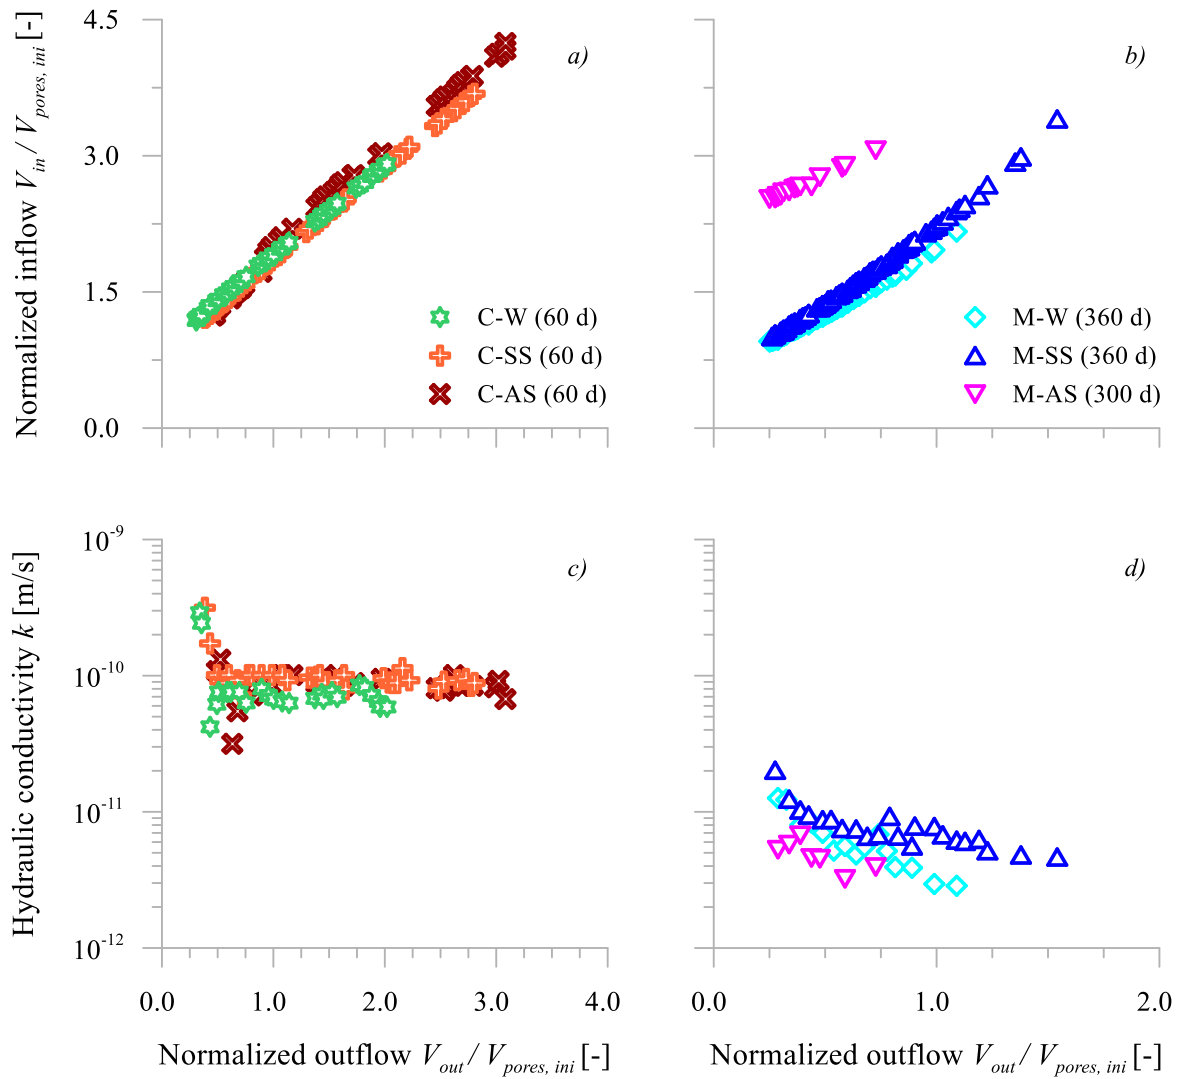 4.5
3.0
1.5
0.0
Normalized inflow V_in / V_pores, ini [-]
a)
C-W (60 d)
C-SS (60 d)
C-AS (60 d)
b)
M-W (360 d)
M-SS (360 d)
M-AS (300 d)
10^-9
10^-10
10^-11
10^-12
Hydraulic conductivity k [m/s]
c)
d)
0.0 1.0 2.0 3.0 4.0
0.0 1.0 2.0
Normalized outflow V_out / V_pores, ini [-]
Normalized outflow V_out / V_pores, ini [-]